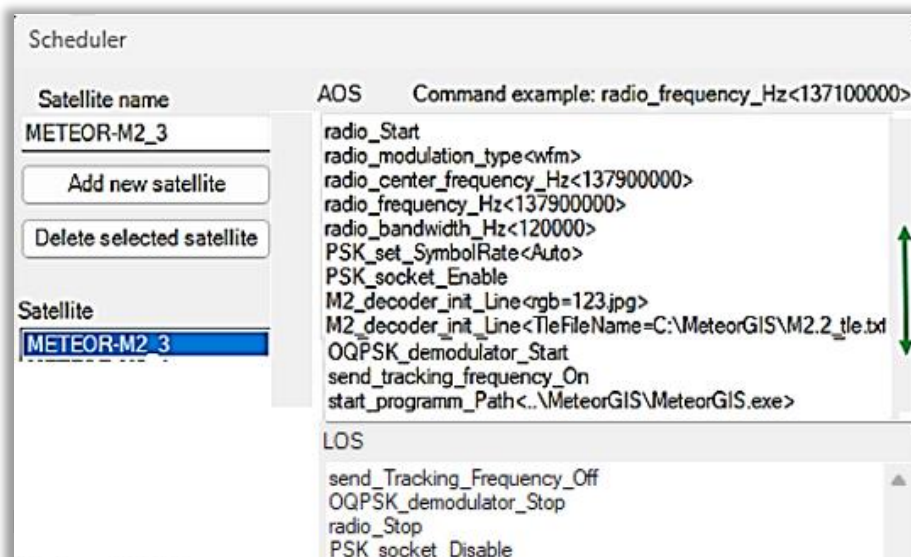 Scheduler
Satellite name
METEOR-M2_3
Add new satellite
Delete selected satellite
Satellite
METEOR-M2_3
AOS Command example: radio_frequency_Hz<137100000>
radio_Start
radio_modulation_type<wfm>
radio_center_frequency_Hz<137900000>
radio_frequency_Hz<137900000>
radio_bandwidth_Hz<120000>
PSK_set_SymbolRate<Auto>
PSK_socket_Enable
M2_decoder_init_Line<rgb=123.jpg>
M2_decoder_init_Line<TleFileName=C:\MeteorGIS\M2.2_tle.txt
OQPSK_demodulator_Start
send_tracking_frequency_On
start_programm_Path<..\MeteorGIS\MeteorGIS.exe>
LOS
send_Tracking_Frequency_Off
OQPSK_demodulator_Stop
radio_Stop
PSK_socket_Disable